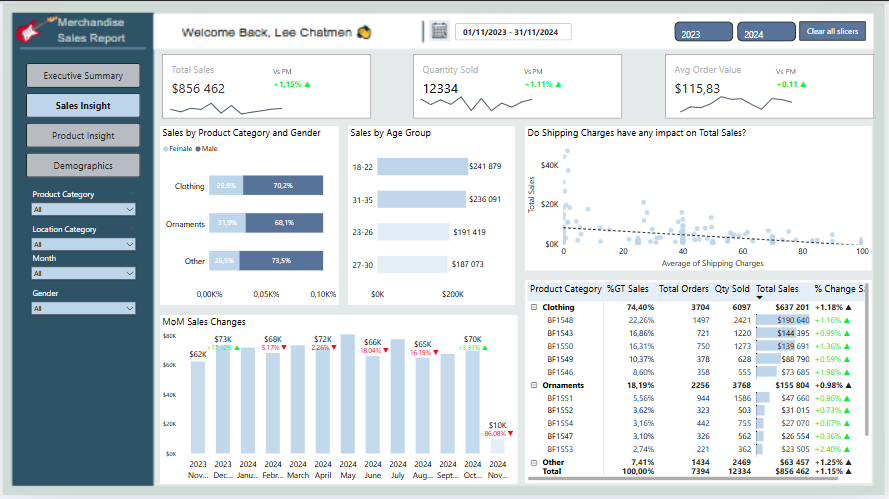 Merchandise
Sales Report
Welcome Back, Lee Chatmen
01/11/2023 - 31/11/2024
2023
2024
Clear all slicers
Executive Summary
Sales Insight
Product Insight
Demographics
Product Category
All
Location Category
All
Month
All
Gender
All
Total Sales
Vs PM
$856 462
+1.15% ▲
Quantity Sold
Vs PM
12334
+1.11% ▲
Avg Order Value
Vs PM
$115,83
+0.11 ▲
Sales by Product Category and Gender
Female Male
Clothing 29,8% 70,2%
Ornaments 31,9% 68,1%
Other 26,5% 73,5%
0,00K% 0,05K% 0,10K%
Sales by Age Group
18-22 $241 879
31-35 $236 091
23-26 $191 419
27-30 $187 073
$0K $200K
Do Shipping Charges have any impact on Total Sales?
Total Sales
$40K
$20K
$0K
0 20 40 60 80 100
Average of Shipping Charges
MoM Sales Changes
$80K
$60K
$40K
$20K
$0K
$62K
$73K
$68K
5.17% ▼
$72K
2.26% ▼
$66K
18.04% ▼
$65K
16.15% ▼
$70K
+3.31% ▲
$10K
-86.08% ▼
2023 2023 2024 2024 2024 2024 2024 2024 2024 2024 2024 2024 2024
Nov... Dec... Janu... Febr... March April May June July Aug... Sept... Oct... Nov...
Product Category %GT Sales Total Orders Qty Sold Total Sales % Change S
Clothing 74,40% 3704 6097 $637 201 +1.18% ▲
BF1548 22,26% 1497 2421 $190 640 +1.16% ▲
BF1543 16,86% 721 1220 $144 395 +0.99% ▲
BF1550 16,31% 750 1273 $139 691 +1.36% ▲
BF1549 10,37% 378 628 $88 790 +0.59% ▲
BF1546 8,60% 358 555 $73 685 +1.98% ▲
Ornaments 18,19% 2256 3768 $155 804 +0.98% ▲
BF1551 5,56% 944 1586 $47 660 +0.96% ▲
BF1552 3,62% 323 503 $31 015 +0.73% ▲
BF1554 3,16% 442 755 $27 070 +0.67% ▲
BF1547 3,10% 326 562 $26 554 +0.36% ▲
BF1553 2,74% 221 362 $23 505 +2.40% ▲
Other 7,41% 1434 2469 $63 457 +1.25% ▲
Total 100,00% 7394 12334 $856 462 +1.15% ▲